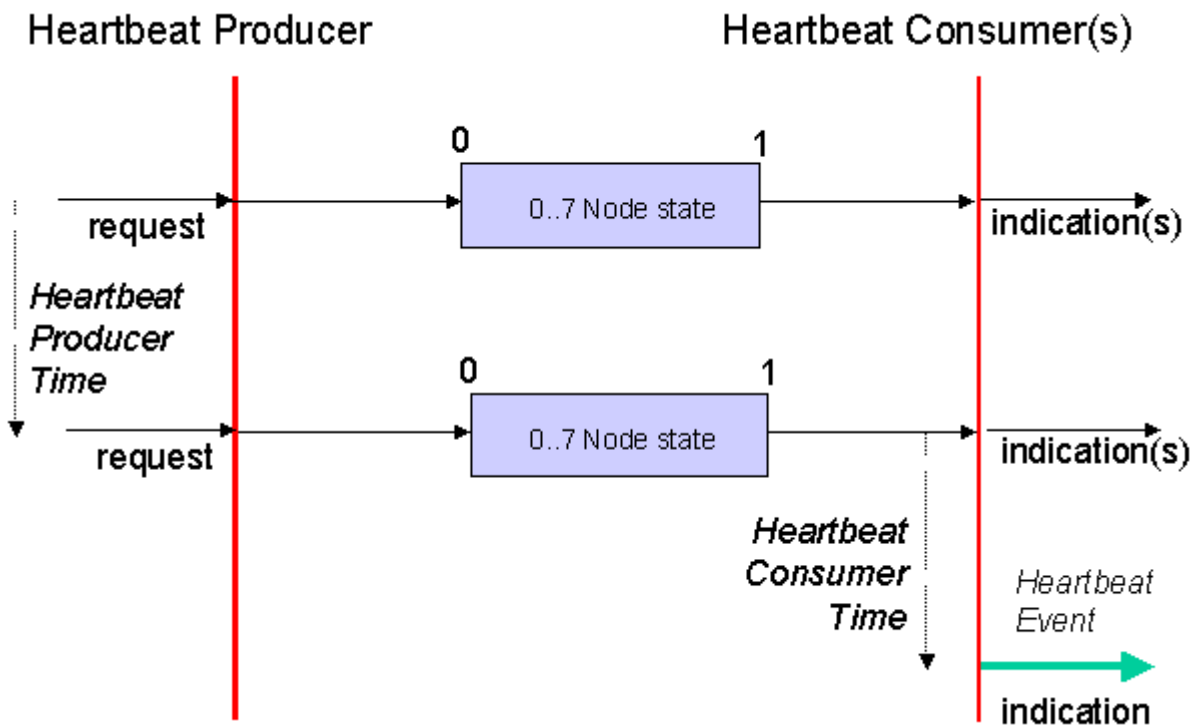 Heartbeat Producer
Heartbeat Consumer(s)
0
1
0..7 Node state
request
indication(s)
Heartbeat
Producer
Time
0
1
0..7 Node state
request
indication(s)
Heartbeat
Consumer
Time
Heartbeat
Event
indication